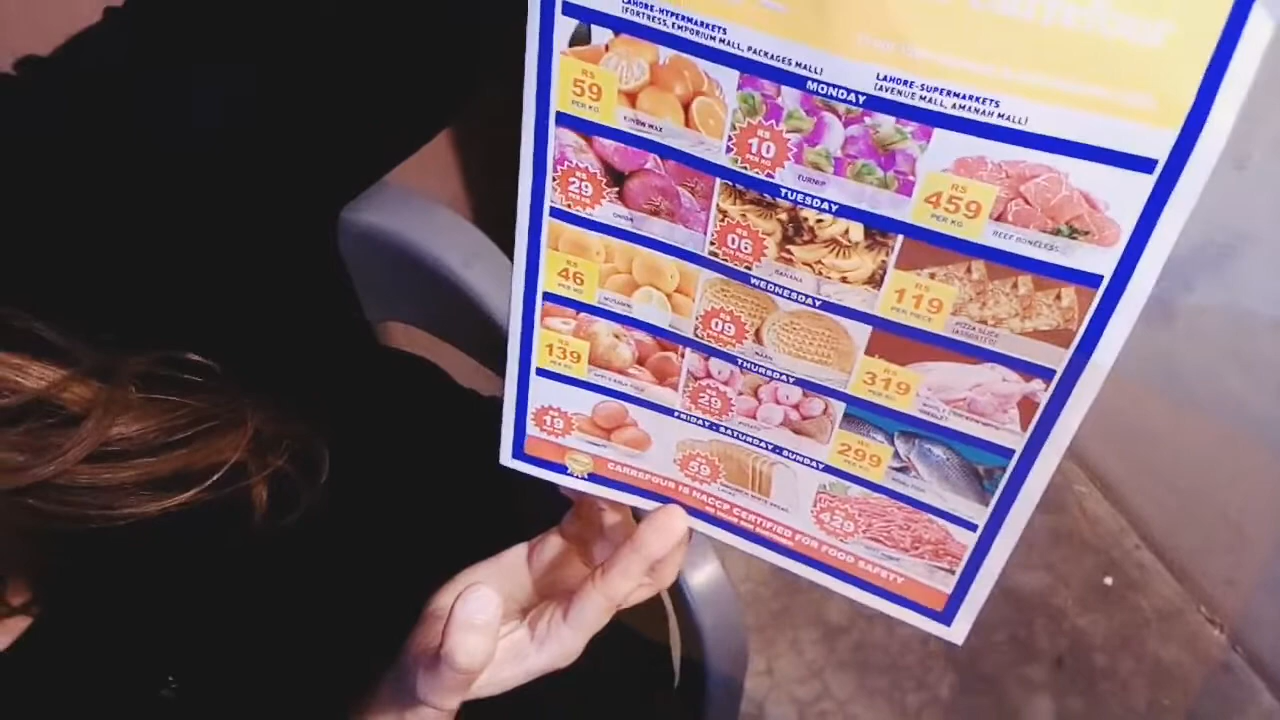 LAHORE-HYPERMARKETS
(FORTRESS, EMPORIUM MALL, PACKAGES MALL)
LAHORE-SUPERMARKETS
(AVENUE MALL, AMANAH MALL)
MONDAY
RS
59
PER KG
RS
10
PER KG
TURNIP
RS
459
PER KG
BEEF BONELESS
TUESDAY
RS
29
PER KG
ONION
RS
06
PER PIECE
BANANA
RS
119
PER PIECE
PIZZA SLICE
(ASSORTED)
WEDNESDAY
RS
46
PER KG
RS
09
NAAN
RS
319
PER KG
THURSDAY
RS
139
PER KG
RS
29
PER KG
POTATO
RS
299
PER KG
FRIDAY - SATURDAY - SUNDAY
RS
19
RS
59
RS
429
CARREFOUR IS HACCP CERTIFIED FOR FOOD SAFETY